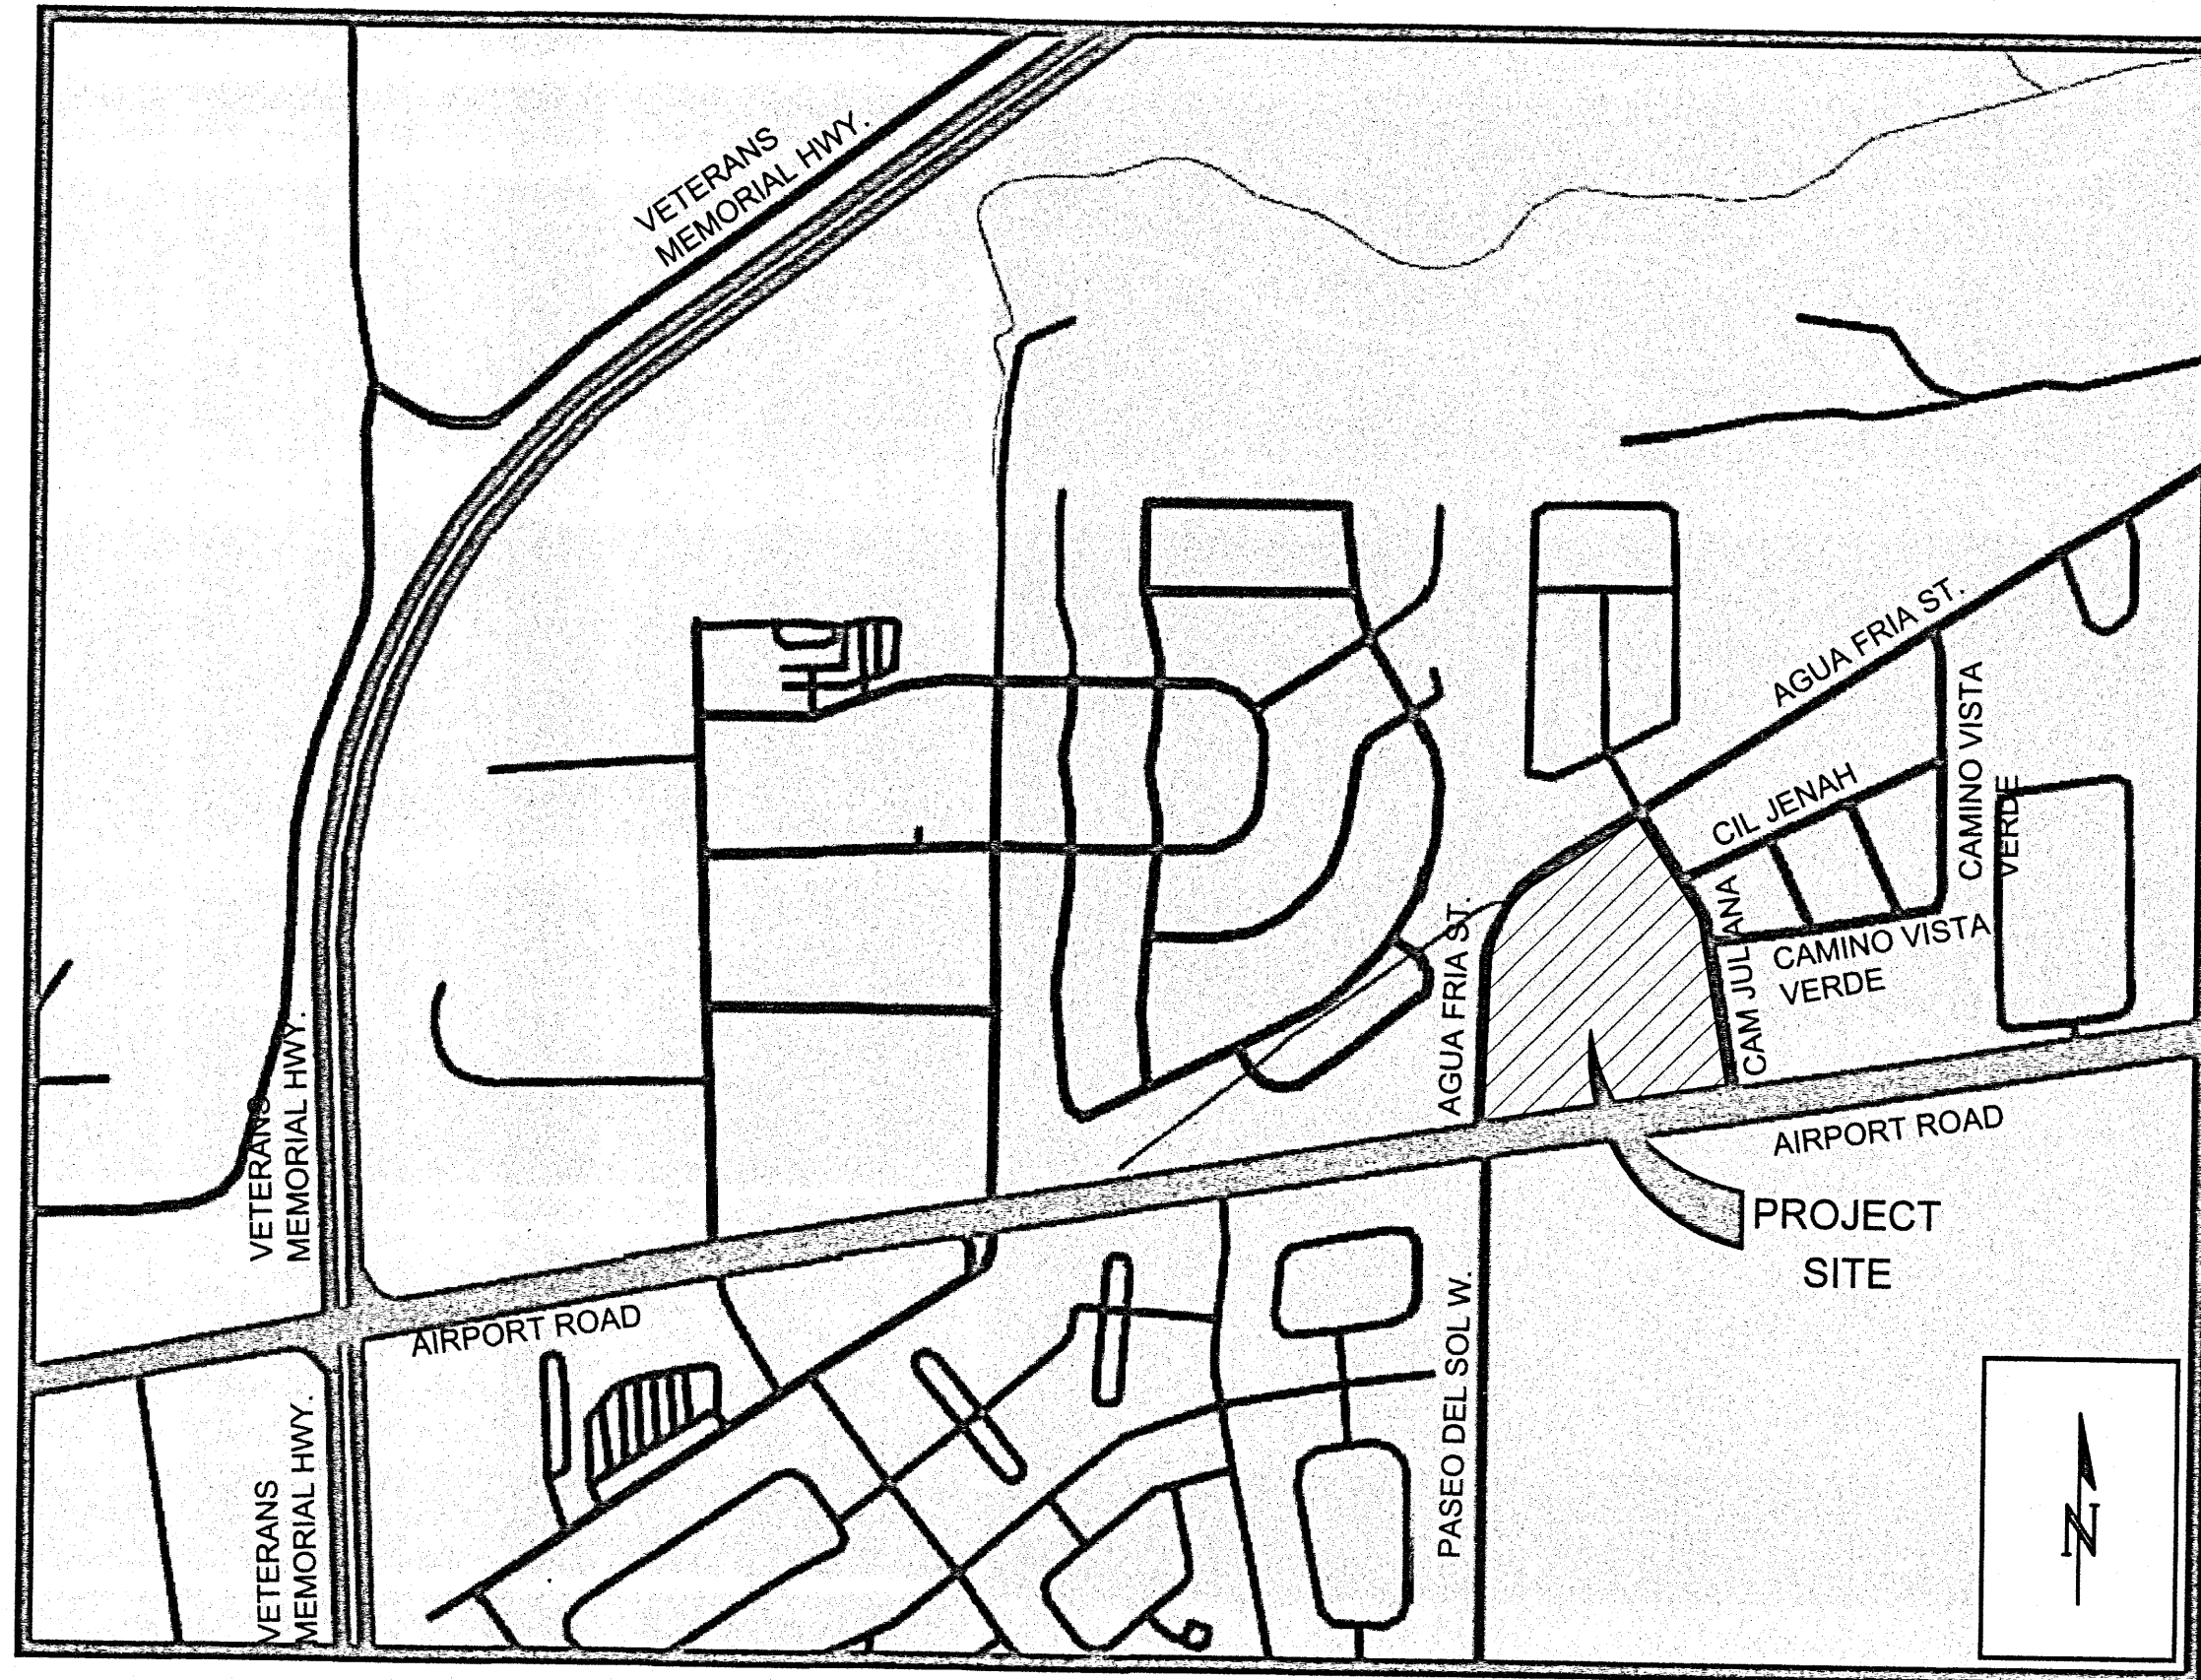 VETERANS
MEMORIAL HWY.
AGUA FRIA ST.
CIL JENAH
CAMINO VISTA
VERDE
CAMINO VISTA
VERDE
CAM JULIANA
AGUA FRIA ST.
VETERANS
MEMORIAL HWY.
AIRPORT ROAD
PROJECT
SITE
AIRPORT ROAD
PASEO DEL SOL W.
VETERANS
MEMORIAL HWY.
N